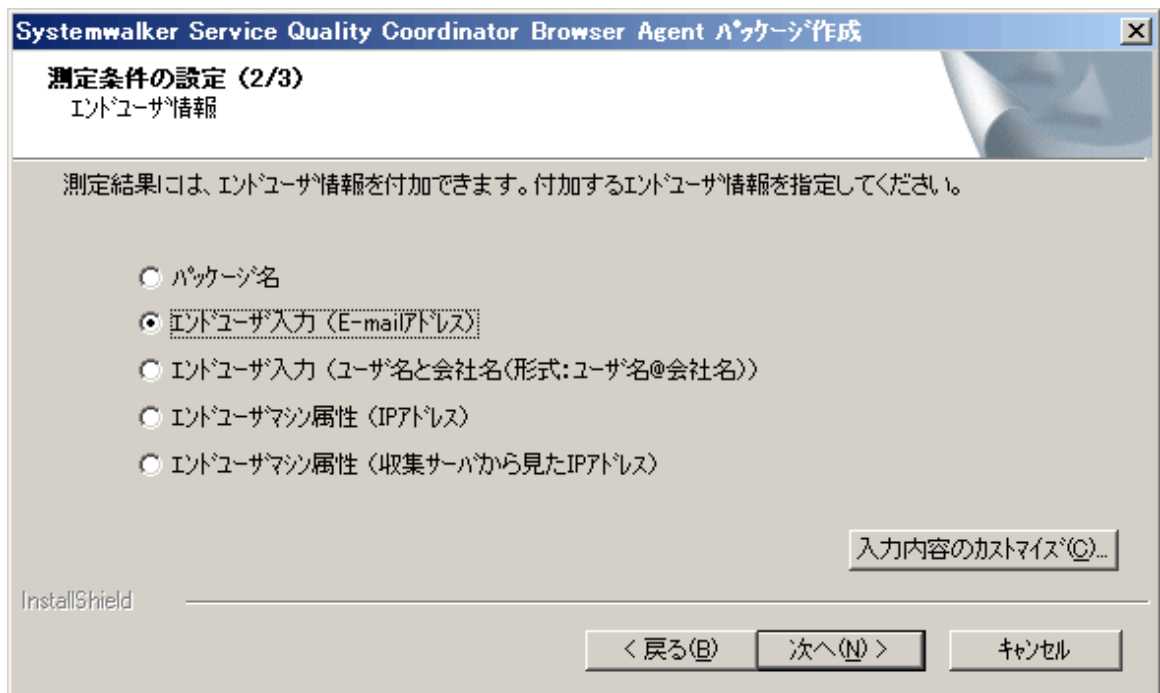 Systemwalker Service Quality Coordinator Browser Agent ﾊﾟｯｹｰｼﾞ作成
測定条件の設定（2/3）
ｴﾝﾄﾞﾕｰｻﾞ情報
測定結果には、ｴﾝﾄﾞﾕｰｻﾞ情報を付加できます。付加するｴﾝﾄﾞﾕｰｻﾞ情報を指定してください。
ﾊﾟｯｹｰｼﾞ名
ｴﾝﾄﾞﾕｰｻﾞ入力（E-mailｱﾄﾞﾚｽ）
ｴﾝﾄﾞﾕｰｻﾞ入力（ﾕｰｻﾞ名と会社名(形式:ﾕｰｻﾞ名@会社名)）
ｴﾝﾄﾞﾕｰｻﾞﾏｼﾝ属性（IPｱﾄﾞﾚｽ）
ｴﾝﾄﾞﾕｰｻﾞﾏｼﾝ属性（収集ｻｰﾊﾞから見たIPｱﾄﾞﾚｽ）
入力内容のｶｽﾄﾏｲｽﾞ(C)...
InstallShield
< 戻る(B) 次へ(N) > ｷｬﾝｾﾙ